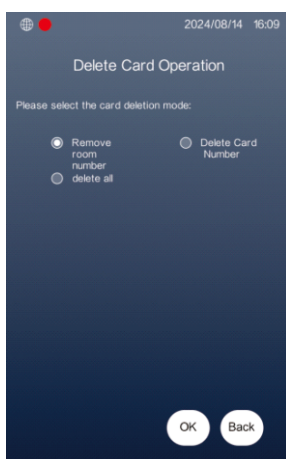 2024/08/14 16:09
Delete Card Operation
Please select the card deletion mode:
Remove
room
number
Delete Card
Number
delete all
OK
Back